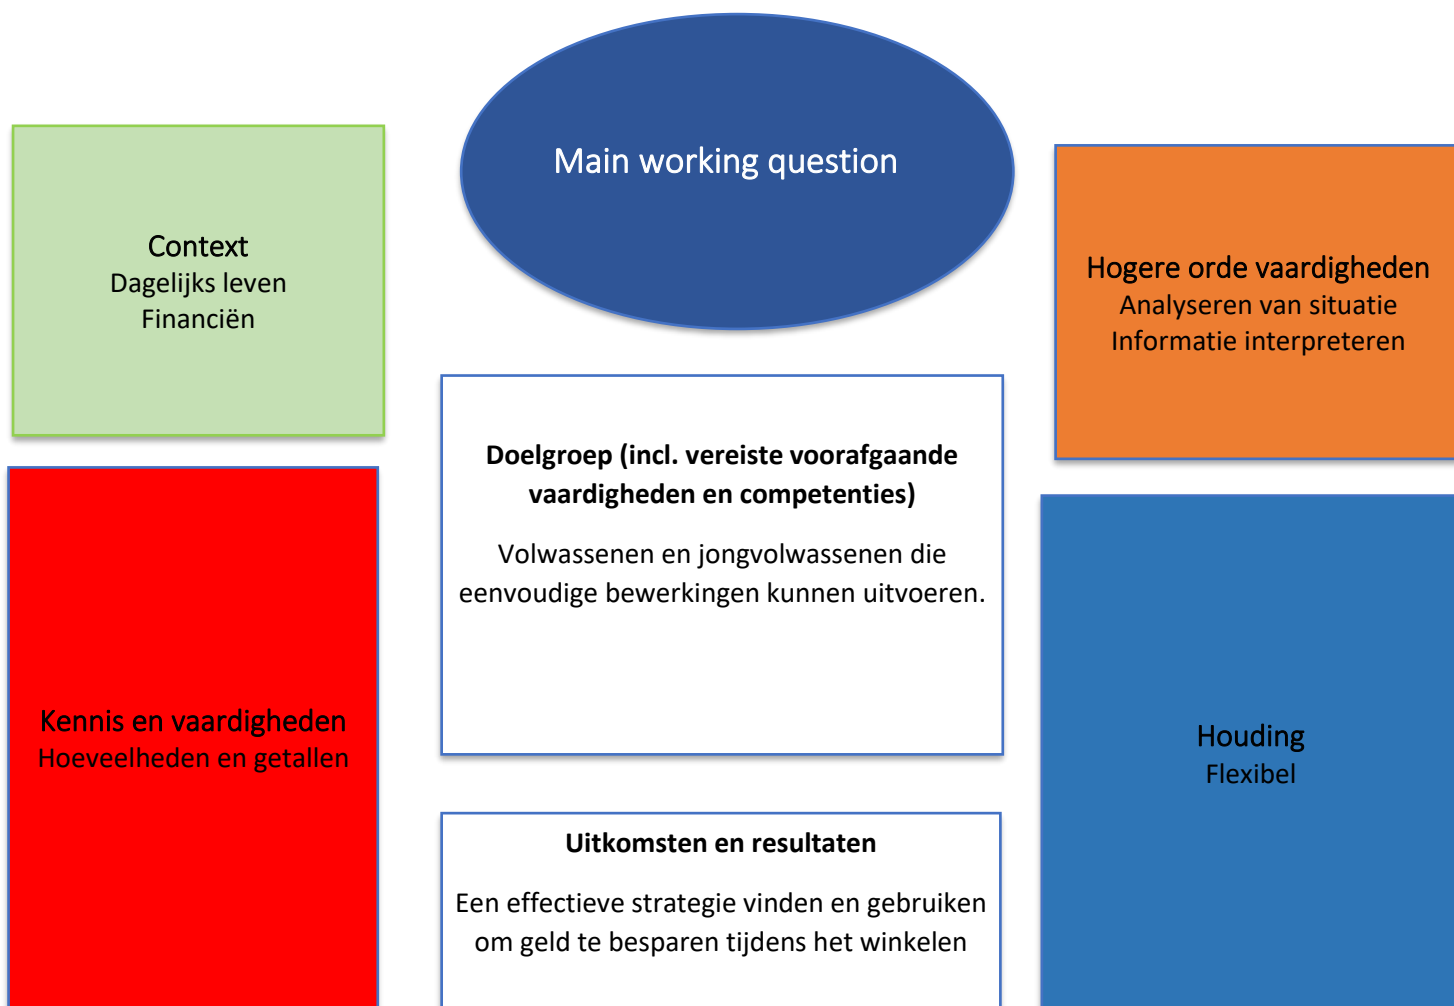 Main working question
Context
Dagelijks leven
Financiën
Hogere orde vaardigheden
Analyseren van situatie
Informatie interpreteren
Doelgroep (incl. vereiste voorafgaande
vaardigheden en competenties)
Volwassenen en jongvolwassenen die
eenvoudige bewerkingen kunnen uitvoeren.
Kennis en vaardigheden
Hoeveelheden en getallen
Houding
Flexibel
Uitkomsten en resultaten
Een effectieve strategie vinden en gebruiken
om geld te besparen tijdens het winkelen